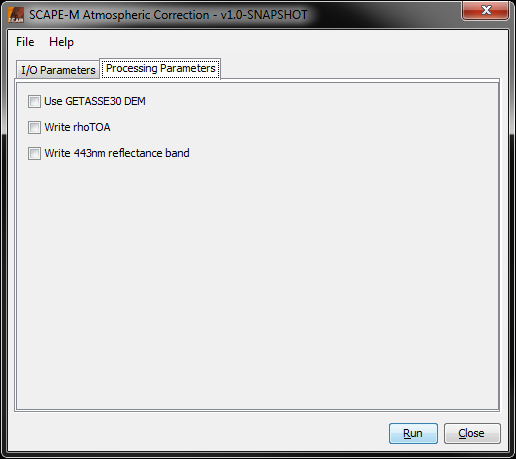 SCAPE-M Atmospheric Correction - v1.0-SNAPSHOT
File Help
I/O Parameters Processing Parameters
Use GETASSE30 DEM
Write rhoTOA
Write 443nm reflectance band
Run Close